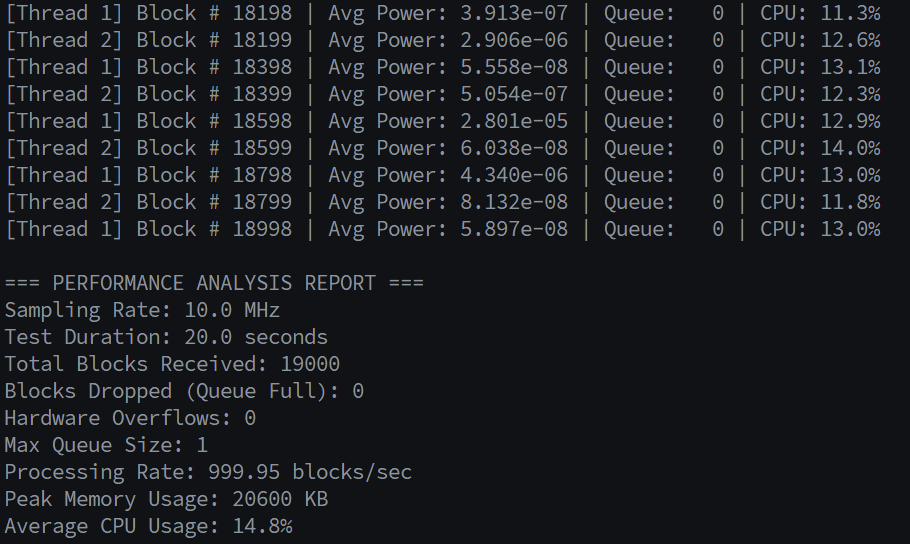 [Thread 1] Block # 18198 | Avg Power: 3.913e-07 | Queue:   0 | CPU: 11.3%
[Thread 2] Block # 18199 | Avg Power: 2.906e-06 | Queue:   0 | CPU: 12.6%
[Thread 1] Block # 18398 | Avg Power: 5.558e-08 | Queue:   0 | CPU: 13.1%
[Thread 2] Block # 18399 | Avg Power: 5.054e-07 | Queue:   0 | CPU: 12.3%
[Thread 1] Block # 18598 | Avg Power: 2.801e-05 | Queue:   0 | CPU: 12.9%
[Thread 2] Block # 18599 | Avg Power: 6.038e-08 | Queue:   0 | CPU: 14.0%
[Thread 1] Block # 18798 | Avg Power: 4.340e-06 | Queue:   0 | CPU: 13.0%
[Thread 2] Block # 18799 | Avg Power: 8.132e-08 | Queue:   0 | CPU: 11.8%
[Thread 1] Block # 18998 | Avg Power: 5.897e-08 | Queue:   0 | CPU: 13.0%

=== PERFORMANCE ANALYSIS REPORT ===
Sampling Rate: 10.0 MHz
Test Duration: 20.0 seconds
Total Blocks Received: 19000
Blocks Dropped (Queue Full): 0
Hardware Overflows: 0
Max Queue Size: 1
Processing Rate: 999.95 blocks/sec
Peak Memory Usage: 20600 KB
Average CPU Usage: 14.8%